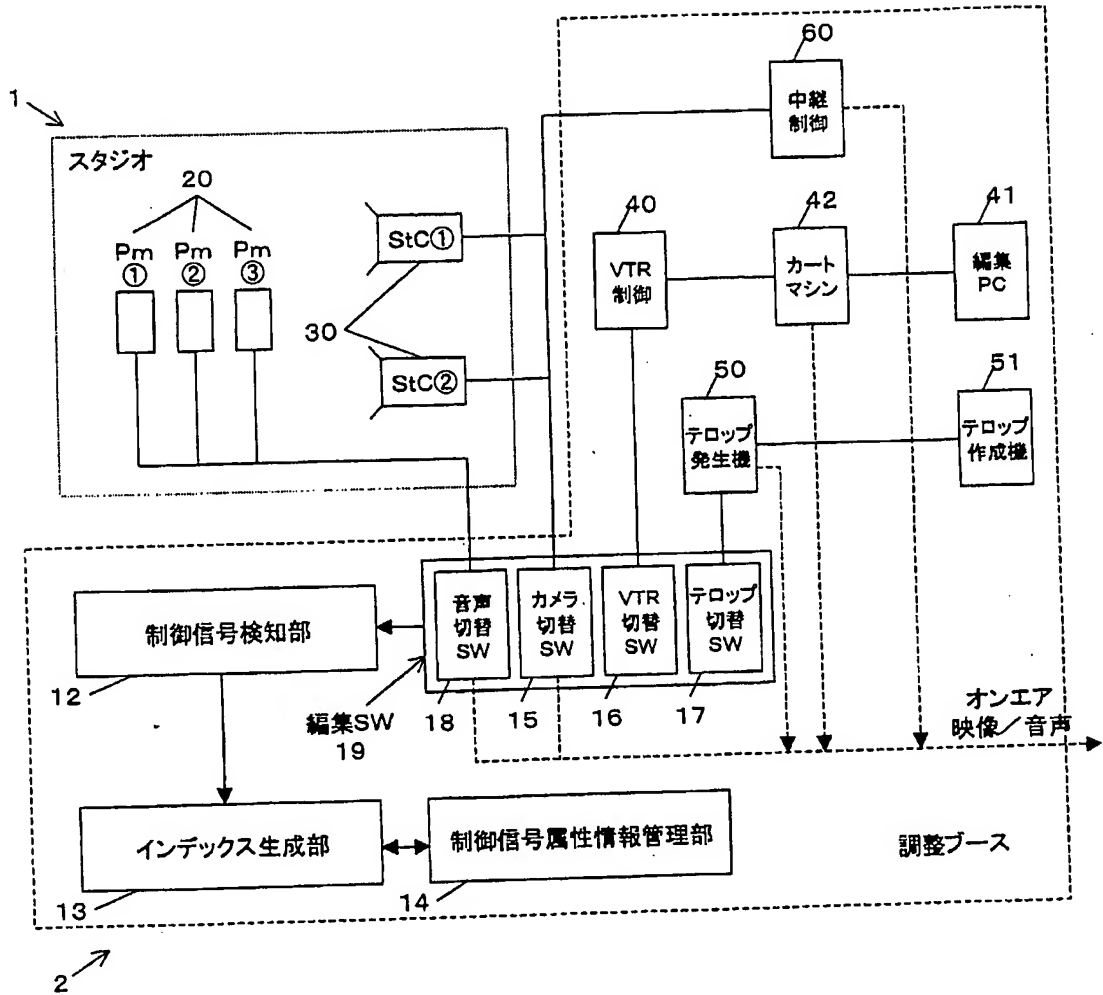 60
1
中継
制御
スタジオ
20
40
42
41
Pm
①
Pm
②
Pm
③
StC①
VTR
制御
カート
マシン
編集
PC
30
StC②
50
51
テロップ
発生機
テロップ
作成機
制御信号検知部
音声
切替
SW
カメラ
切替
SW
VTR
切替
SW
テロップ
切替
SW
12
編集SW
19
18
15
16
17
オンエア
映像／音声
インデックス生成部
制御信号属性情報管理部
調整ブース
13
14
2